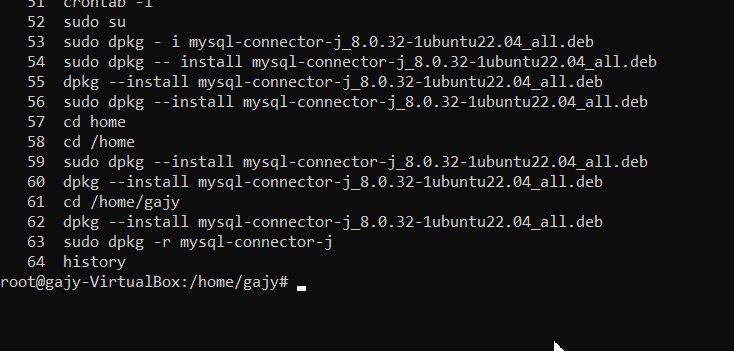 51 crontab -l
52 sudo su
53 sudo dpkg - i mysql-connector-j_8.0.32-1ubuntu22.04_all.deb
54 sudo dpkg -- install mysql-connector-j_8.0.32-1ubuntu22.04_all.deb
55 dpkg --install mysql-connector-j_8.0.32-1ubuntu22.04_all.deb
56 sudo dpkg --install mysql-connector-j_8.0.32-1ubuntu22.04_all.deb
57 cd home
58 cd /home
59 sudo dpkg --install mysql-connector-j_8.0.32-1ubuntu22.04_all.deb
60 dpkg --install mysql-connector-j_8.0.32-1ubuntu22.04_all.deb
61 cd /home/gajy
62 dpkg --install mysql-connector-j_8.0.32-1ubuntu22.04_all.deb
63 sudo dpkg -r mysql-connector-j
64 history
root@gajy-VirtualBox:/home/gajy#